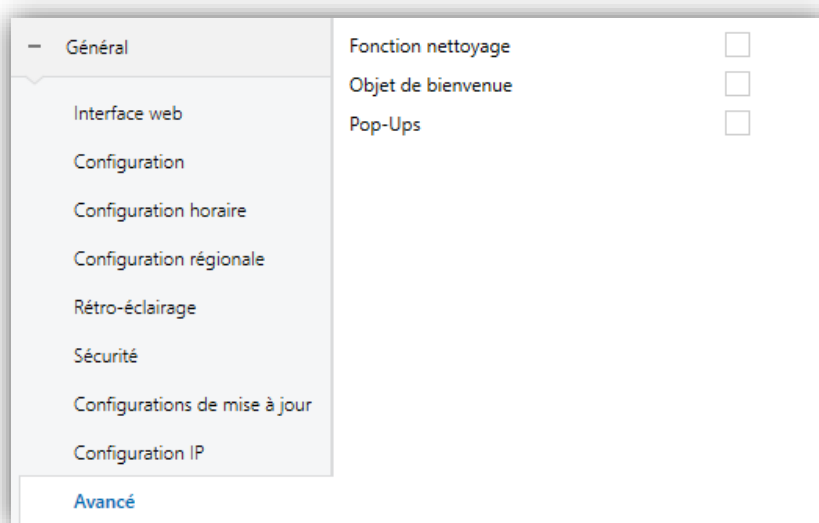 Général
Interface web
Configuration
Configuration horaire
Configuration régionale
Rétro-éclairage
Sécurité
Configurations de mise à jour
Configuration IP
Avancé
Fonction nettoyage
Objet de bienvenue
Pop-Ups